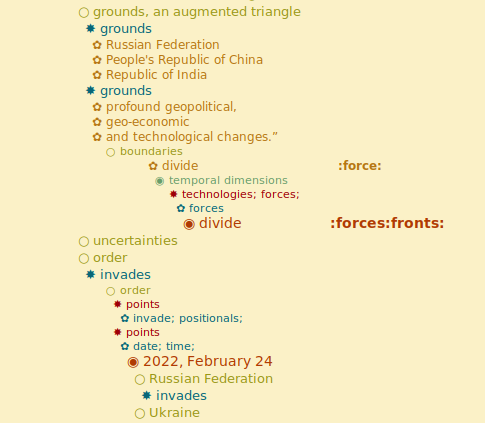 grounds, an augmented triangle
grounds
Russian Federation
People's Republic of China
Republic of India
grounds
profound geopolitical,
geo-economic
and technological changes.”
boundaries
divide :force:
temporal dimensions
technologies; forces;
forces
divide :forces:fronts:
uncertainties
order
invades
order
points
invade; positionals;
points
date; time;
2022, February 24
Russian Federation
invades
Ukraine